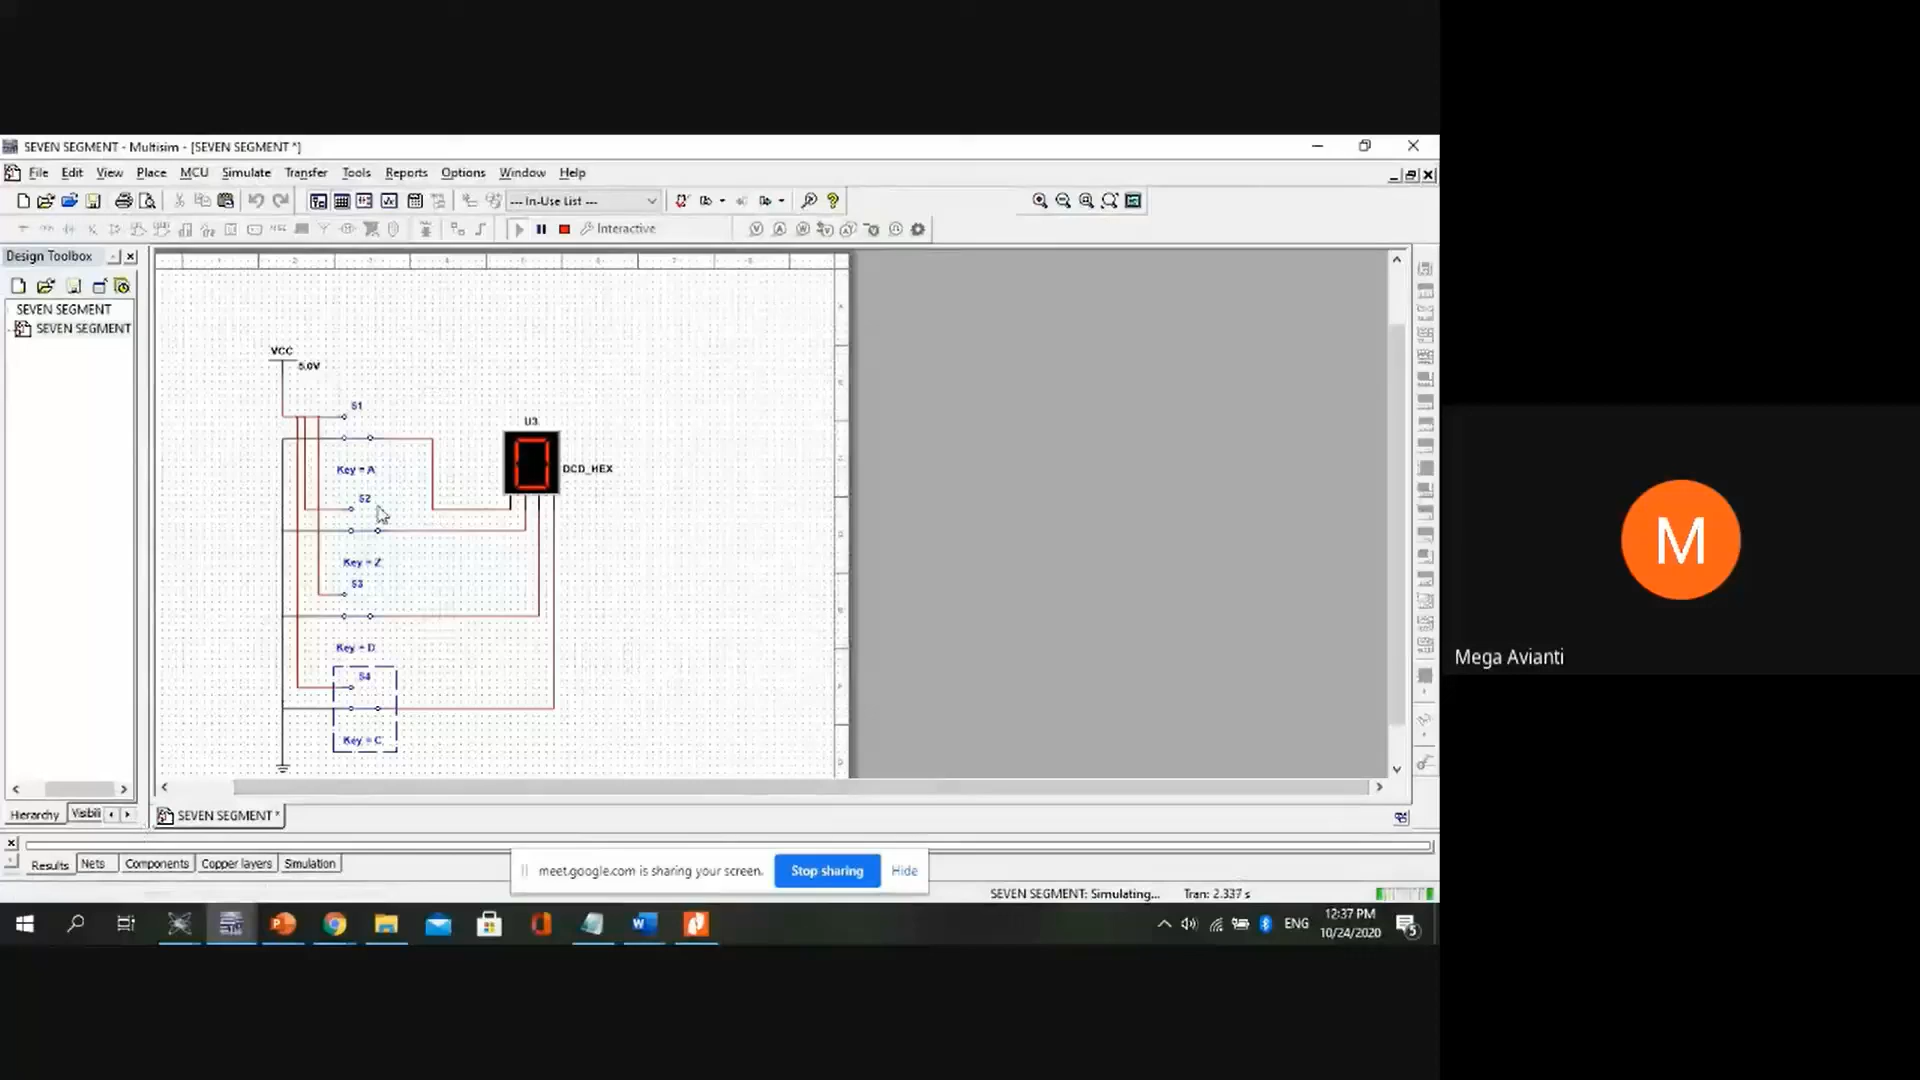 SEVEN SEGMENT - Multisim - [SEVEN SEGMENT *]
File Edit View Place MCU Simulate Transfer Tools Reports Options Window Help
--- In-Use List ---
Interactive
Design Toolbox
SEVEN SEGMENT
SEVEN SEGMENT
VCC
5.0V
S1
U3
Key = A
DCD_HEX
S2
Key = Z
S3
Key = D
S4
Key = C
Hierarchy Visibil
SEVEN SEGMENT *
Results Nets Components Copper layers Simulation
meet.google.com is sharing your screen. Stop sharing Hide
SEVEN SEGMENT: Simulating... Tran: 2.337 s
ENG
12:37 PM
10/24/2020
5
M
Mega Avianti